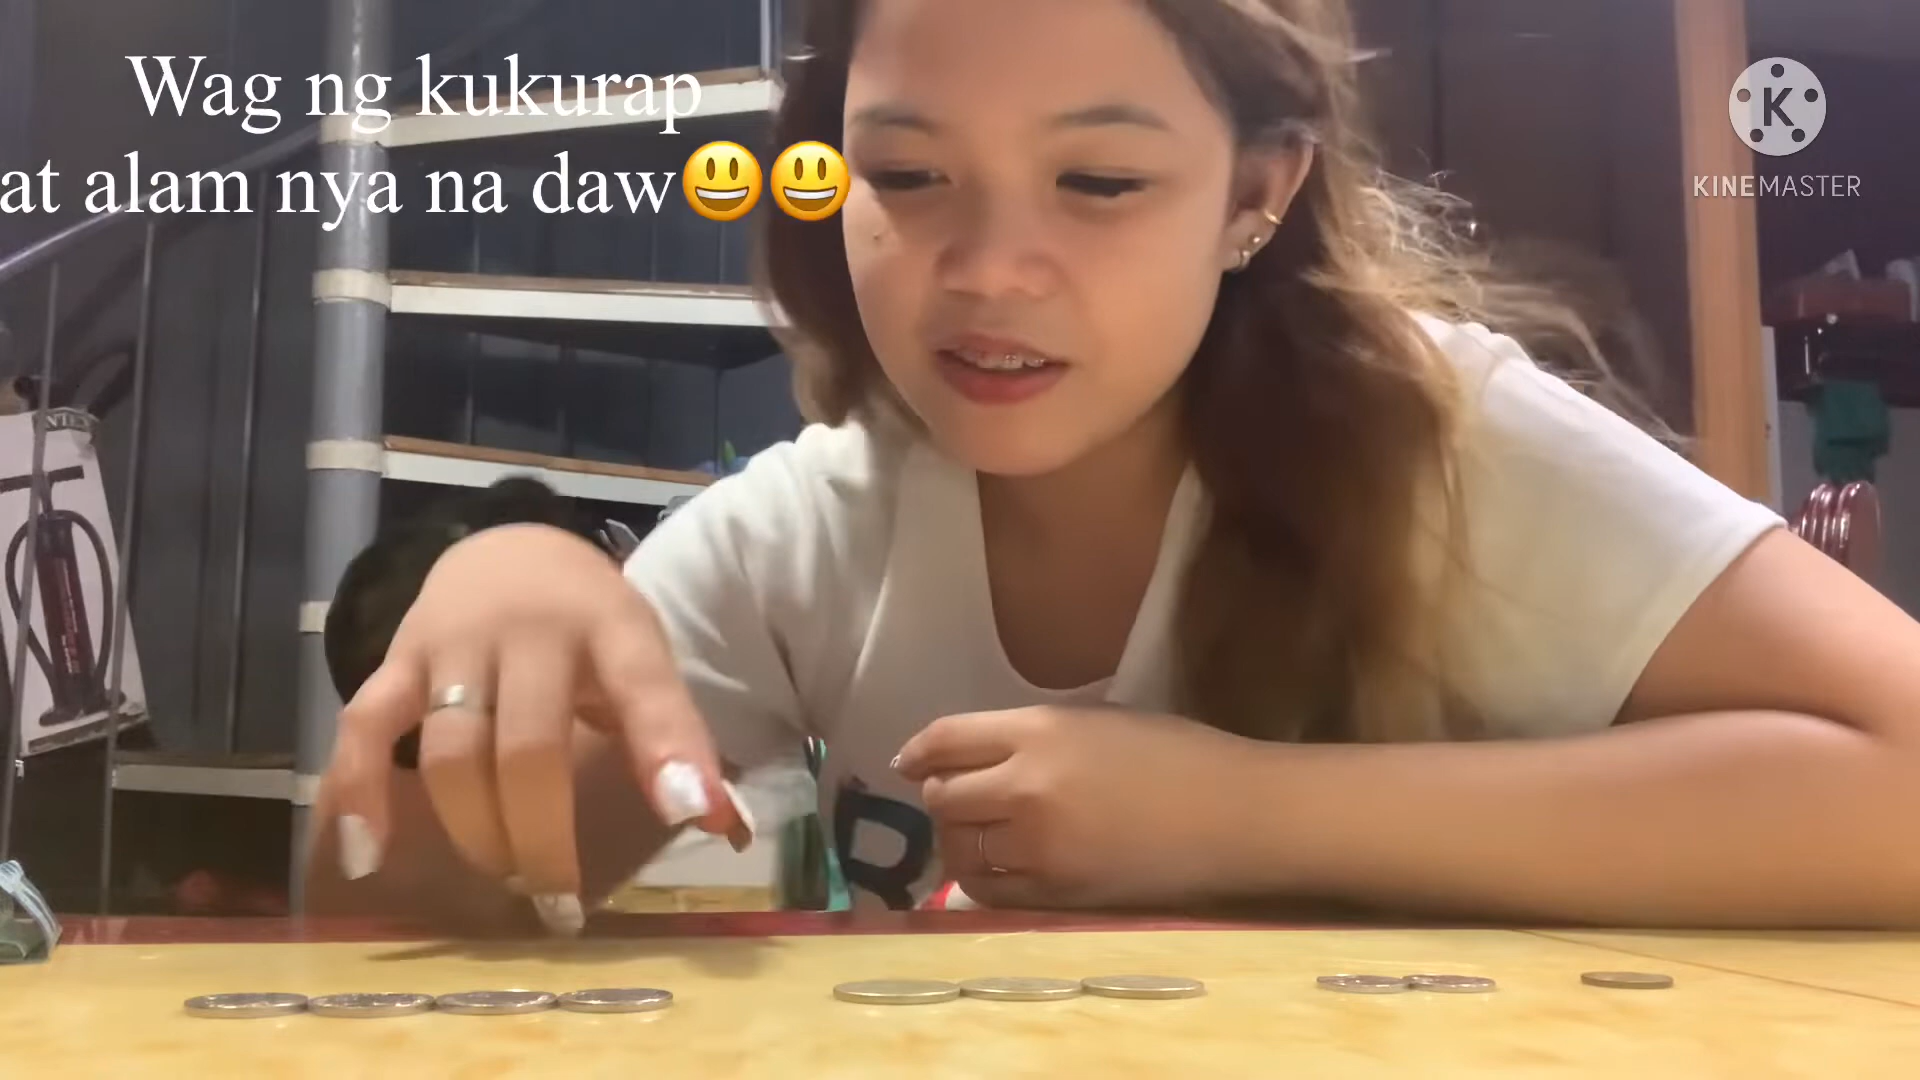 Wag ng kukurap
at alam nya na daw😃😃
K
KINEMASTER
R